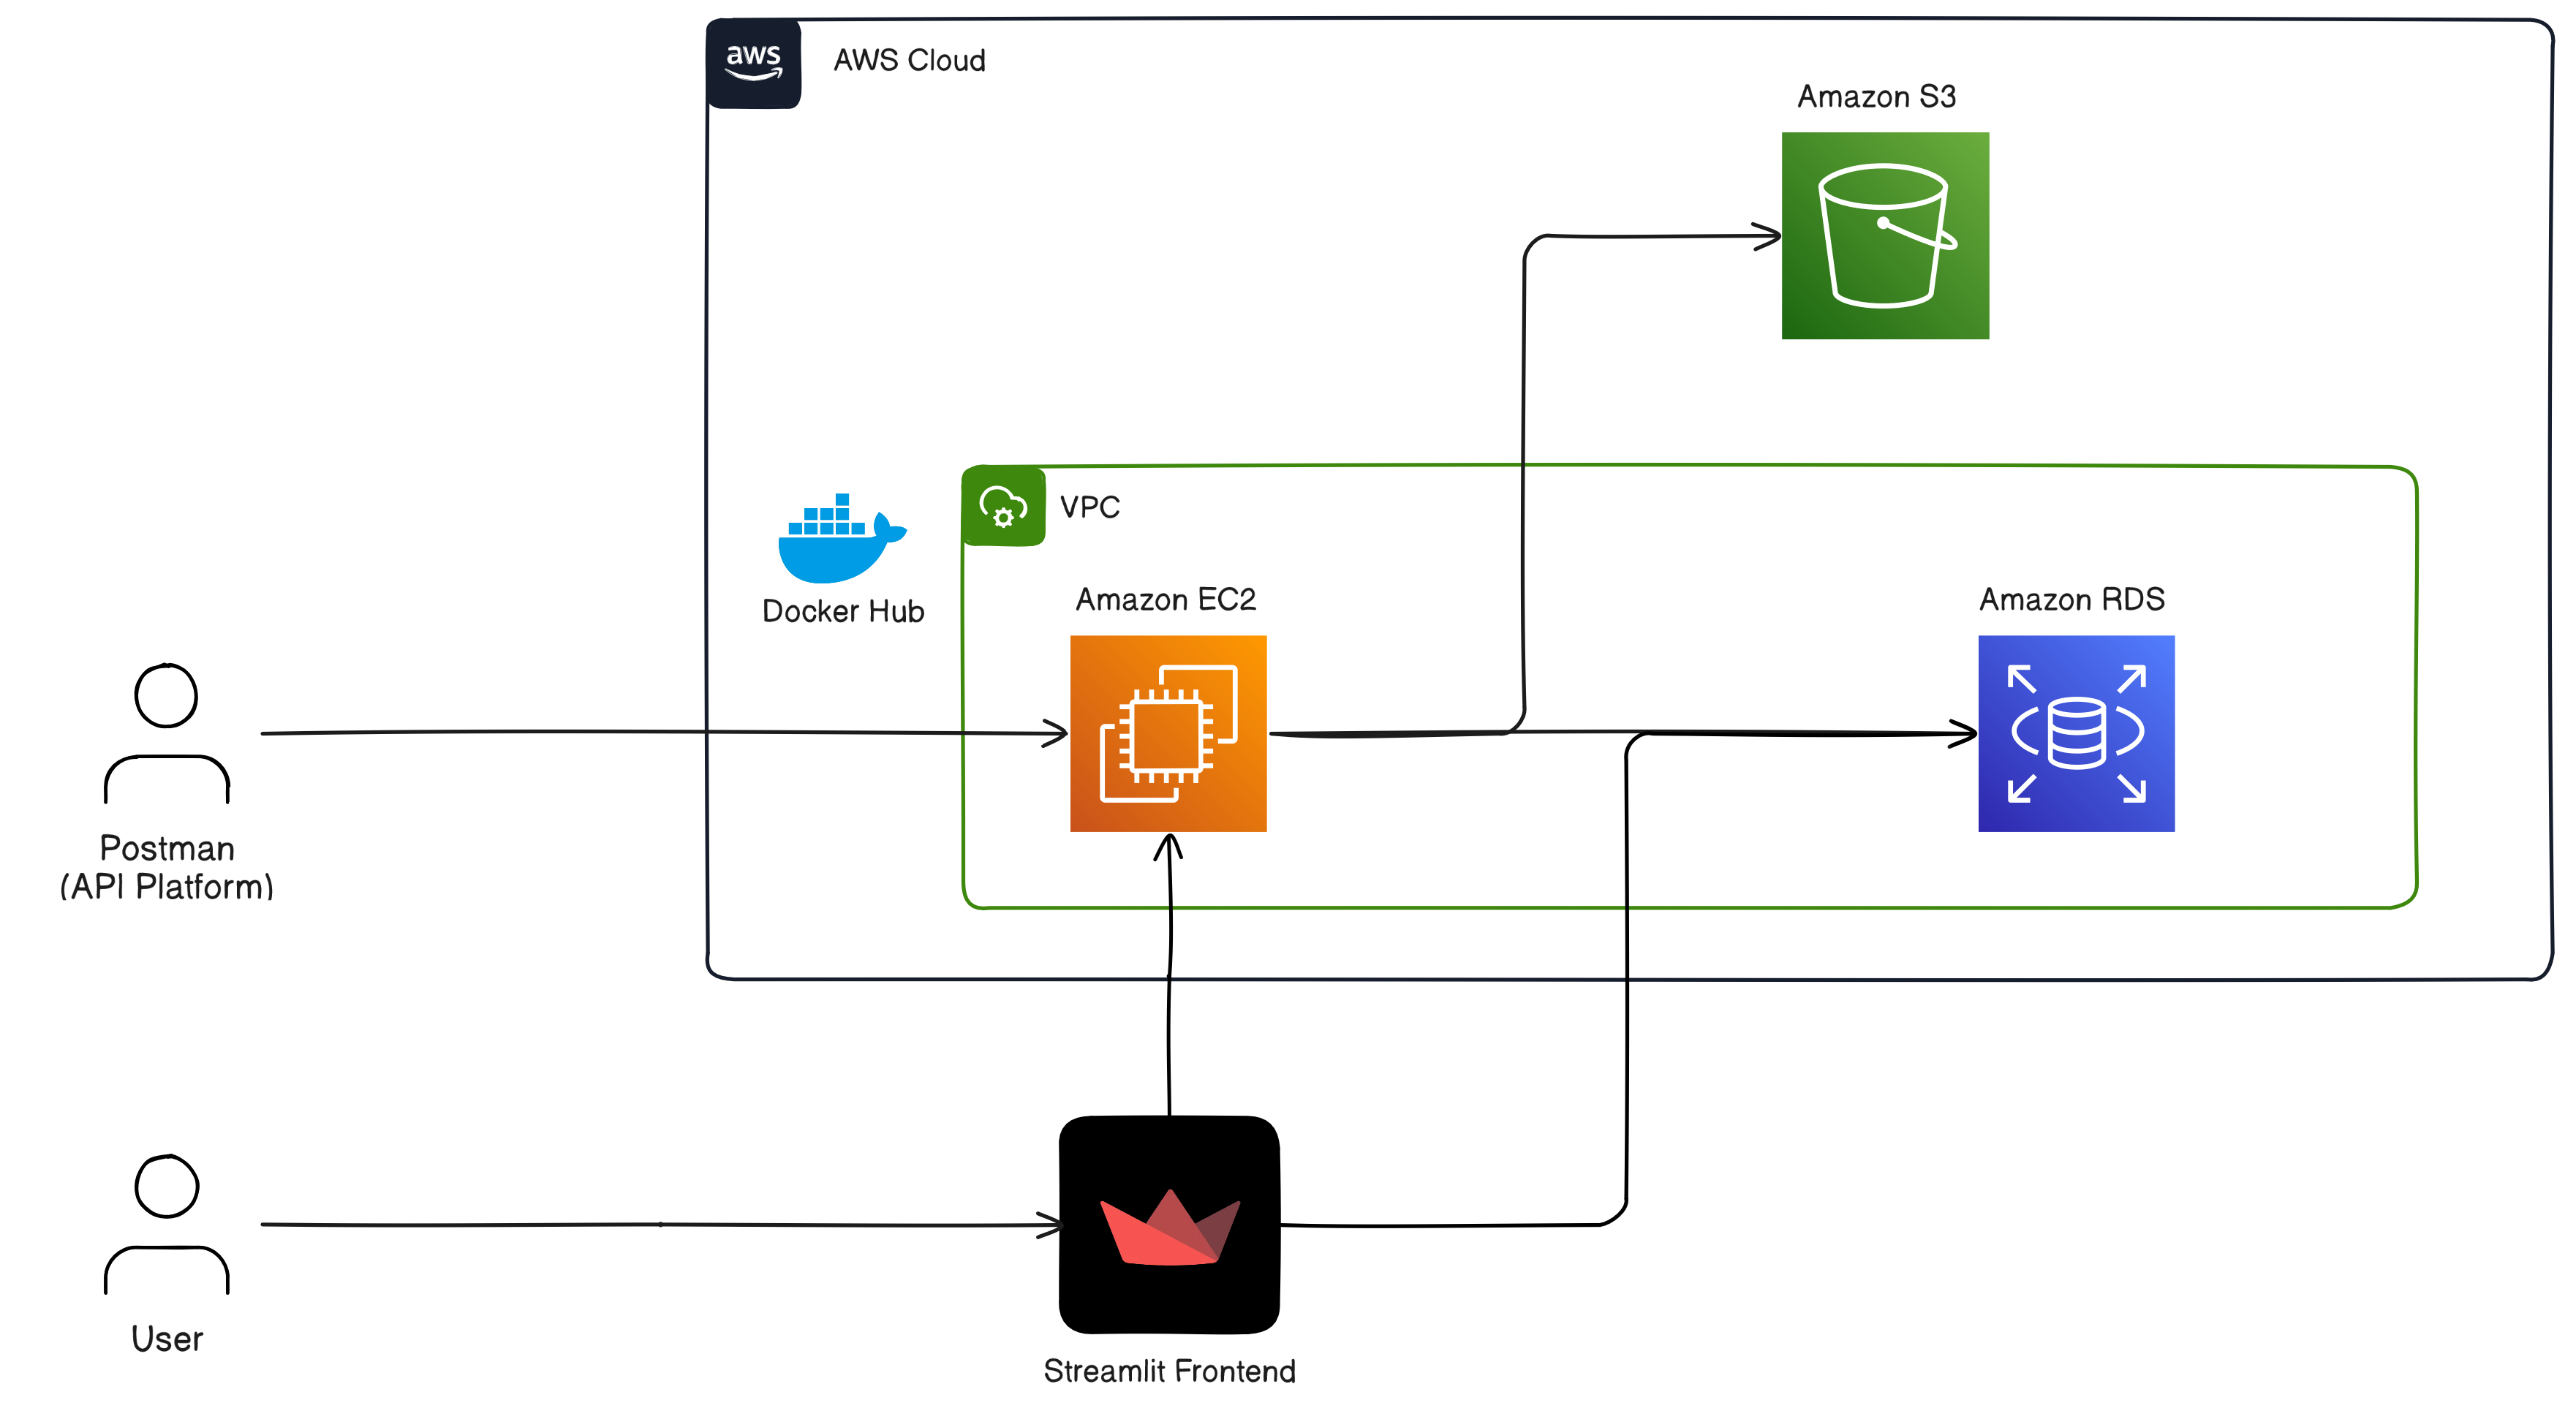 aws
AWS Cloud
Amazon S3
VPC
Docker Hub
Amazon EC2
Amazon RDS
Postman
(API Platform)
User
Streamlit Frontend